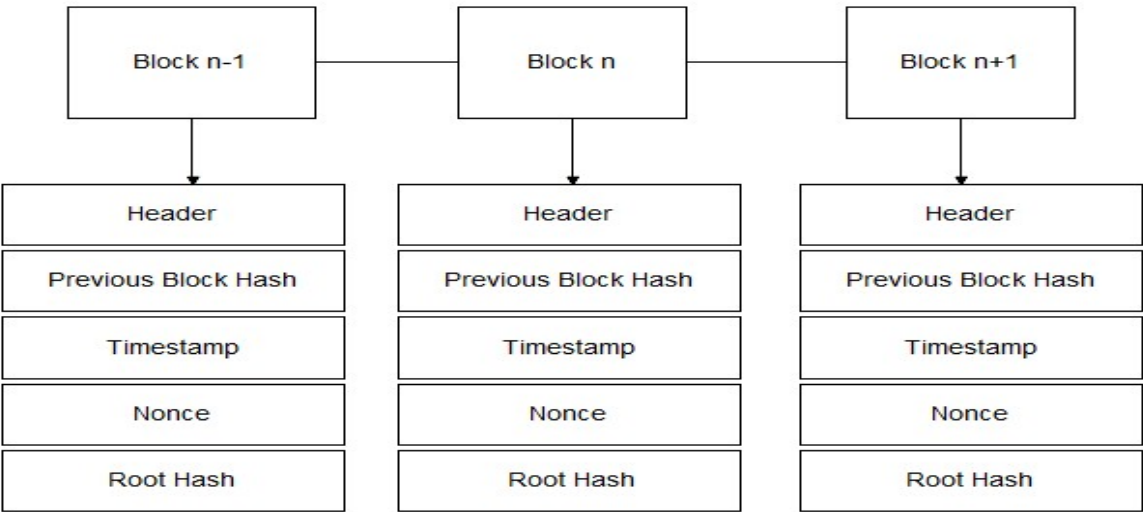 Block n-1
Block n
Block n+1
Header
Header
Header
Previous Block Hash
Previous Block Hash
Previous Block Hash
Timestamp
Timestamp
Timestamp
Nonce
Nonce
Nonce
Root Hash
Root Hash
Root Hash